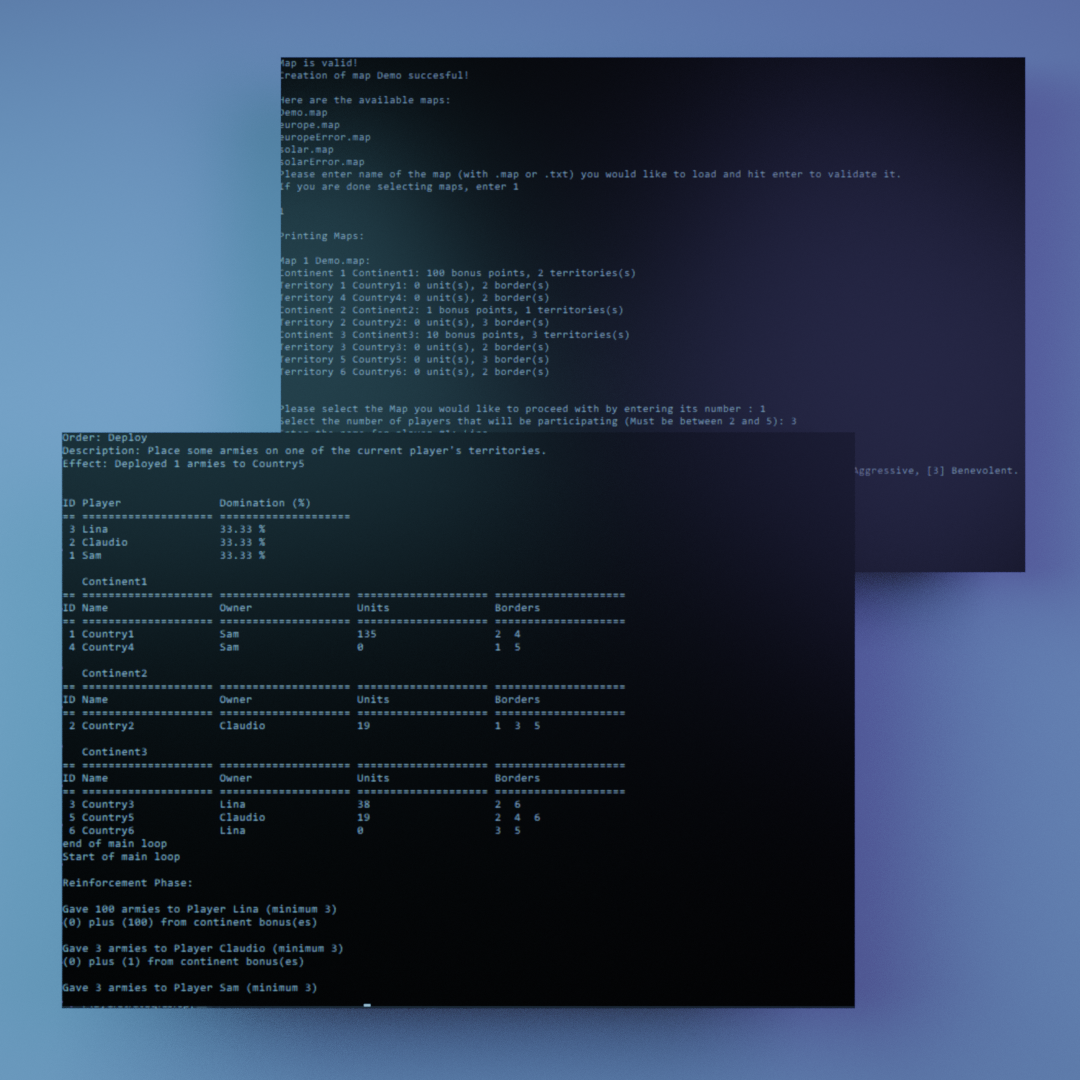 Map is valid!
Creation of map Demo succesful!
Here are the available maps:
Demo.map
europe.map
europeError.map
solar.map
solarError.map
Please enter name of the map (with .map or .txt) you would like to load and hit enter to validate it.
If you are done selecting maps, enter 1
1
Printing Maps:
Map 1 Demo.map:
Continent 1 Continent1: 100 bonus points, 2 territories(s)
Territory 1 Country1: 0 unit(s), 2 border(s)
Territory 4 Country4: 0 unit(s), 2 border(s)
Continent 2 Continent2: 1 bonus points, 1 territories(s)
Territory 2 Country2: 0 unit(s), 3 border(s)
Continent 3 Continent3: 10 bonus points, 3 territories(s)
Territory 3 Country3: 0 unit(s), 2 border(s)
Territory 5 Country5: 0 unit(s), 3 border(s)
Territory 6 Country6: 0 unit(s), 2 border(s)
Please select the Map you would like to proceed with by entering its number : 1
Select the number of players that will be participating (Must be between 2 and 5): 3
Aggressive, [3] Benevolent.
Order: Deploy
Description: Place some armies on one of the current player's territories.
Effect: Deployed 1 armies to Country5
ID Player Domination (%)
== ==================== ====================
3 Lina 33.33 %
2 Claudio 33.33 %
1 Sam 33.33 %
Continent1
== ==================== ==================== ==================== ====================
ID Name Owner Units Borders
== ==================== ==================== ==================== ====================
1 Country1 Sam 135 2 4
4 Country4 Sam 0 1 5
Continent2
== ==================== ==================== ==================== ====================
ID Name Owner Units Borders
== ==================== ==================== ==================== ====================
2 Country2 Claudio 19 1 3 5
Continent3
== ==================== ==================== ==================== ====================
ID Name Owner Units Borders
== ==================== ==================== ==================== ====================
3 Country3 Lina 38 2 6
5 Country5 Claudio 19 2 4 6
6 Country6 Lina 0 3 5
end of main loop
Start of main loop
Reinforcement Phase:
Gave 100 armies to Player Lina (minimum 3)
(0) plus (100) from continent bonus(es)
Gave 3 armies to Player Claudio (minimum 3)
(0) plus (1) from continent bonus(es)
Gave 3 armies to Player Sam (minimum 3)